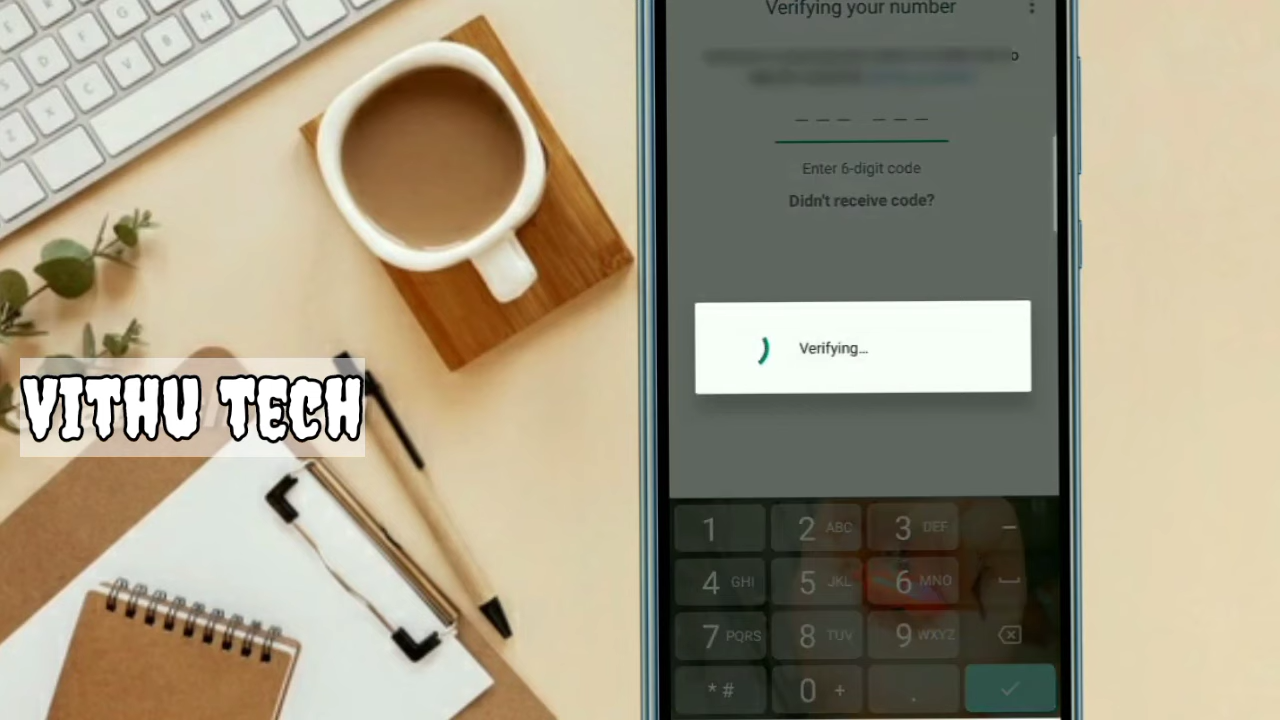 Verifying your number
Enter 6-digit code
Didn't receive code?
Verifying...
VITHU TECH
1
2 ABC
3 DEF
4 GHI
5 JKL
6 MNO
7 PQRS
8 TUV
9 WXYZ
* #
0 +
.